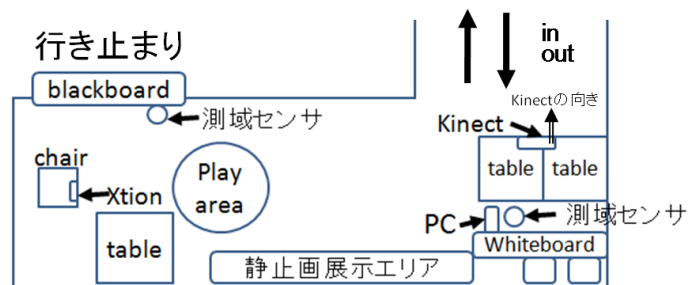 行き止まり
in
out
blackboard
測域センサ
Kinectの向き
Kinect
chair
Xtion
Play
area
table
table
table
PC
測域センサ
Whiteboard
静止画展示エリア